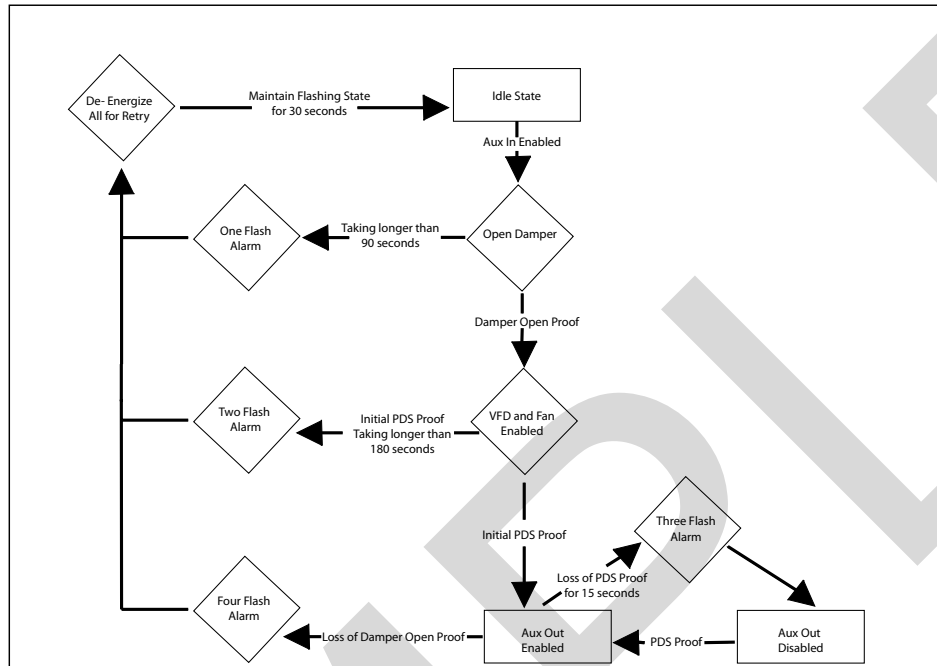 De- Energize
All for Retry
Maintain Flashing State
for 30 seconds
Idle State
Aux In Enabled
One Flash
Alarm
Taking longer than
90 seconds
Open Damper
Damper Open Proof
Two Flash
Alarm
Initial PDS Proof
Taking longer than
180 seconds
VFD and Fan
Enabled
Initial PDS Proof
Three Flash
Alarm
Loss of PDS Proof
for 15 seconds
Four Flash
Alarm
Loss of Damper Open Proof
Aux Out
Enabled
PDS Proof
Aux Out
Disabled